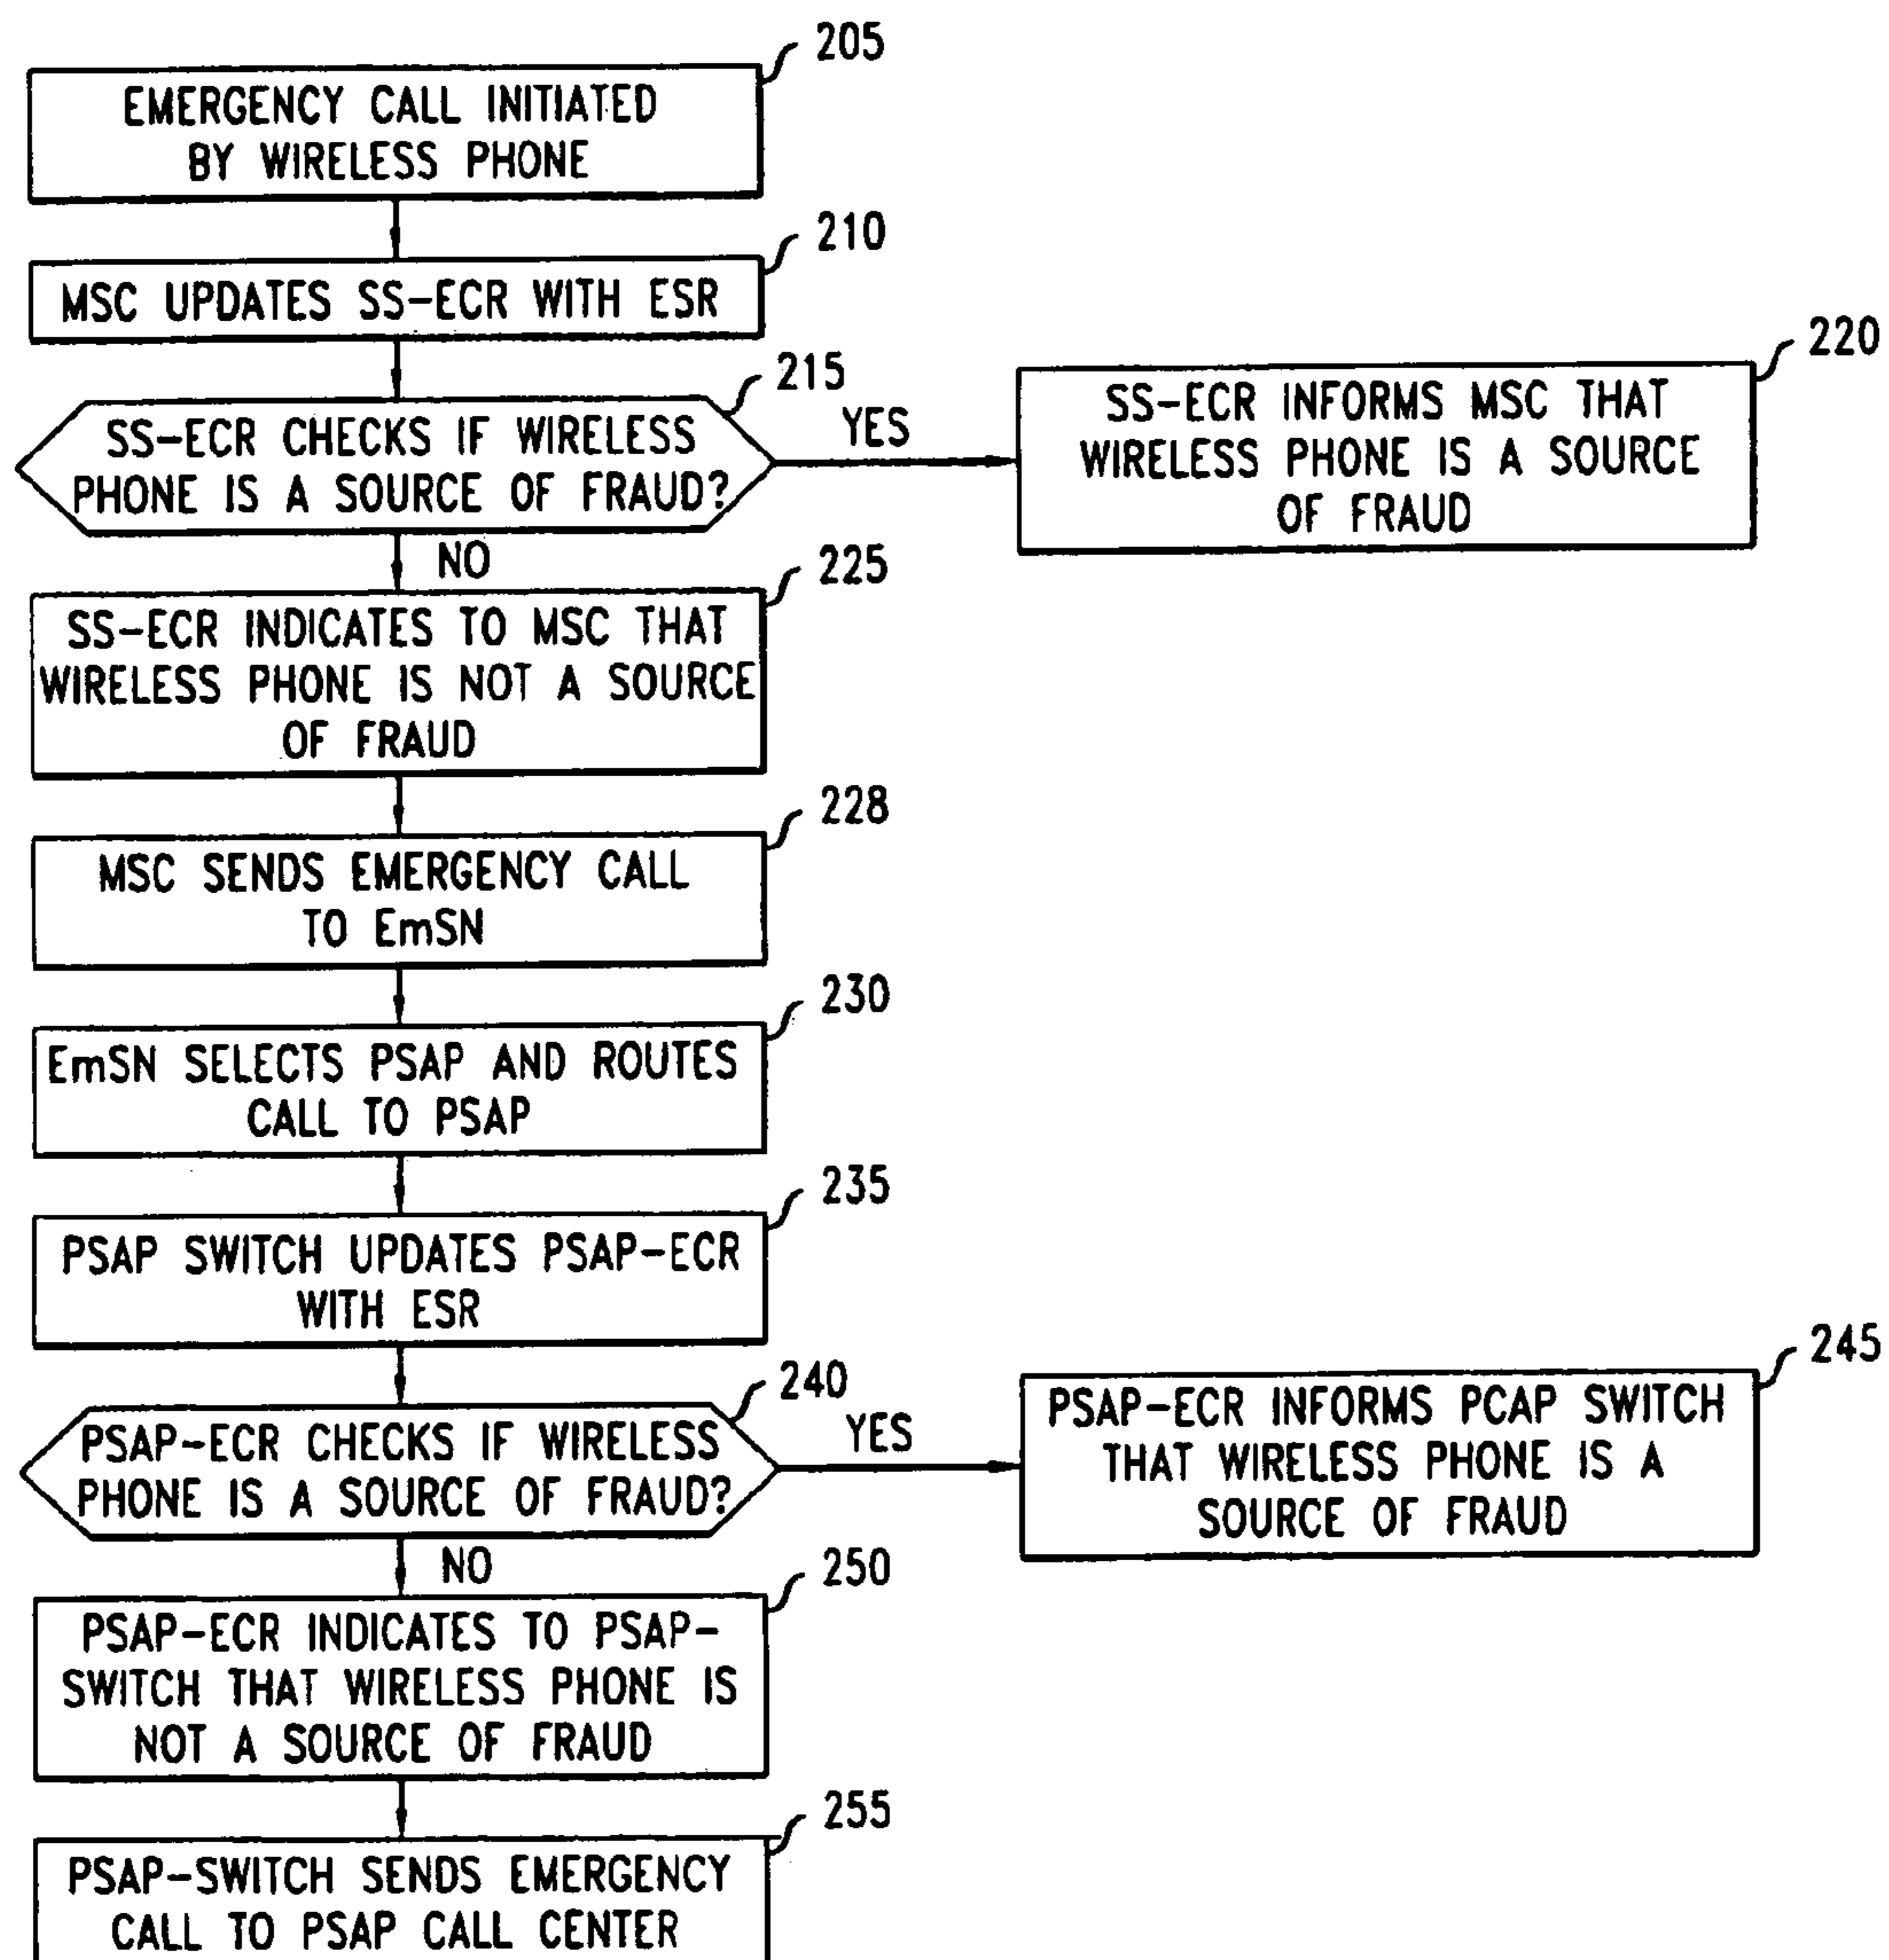 205
EMERGENCY CALL INITIATED
BY WIRELESS PHONE
210
MSC UPDATES SS-ECR WITH ESR
215
SS-ECR CHECKS IF WIRELESS
PHONE IS A SOURCE OF FRAUD?
YES
220
SS-ECR INFORMS MSC THAT
WIRELESS PHONE IS A SOURCE
OF FRAUD
NO
225
SS-ECR INDICATES TO MSC THAT
WIRELESS PHONE IS NOT A SOURCE
OF FRAUD
228
MSC SENDS EMERGENCY CALL
TO EmSN
230
EmSN SELECTS PSAP AND ROUTES
CALL TO PSAP
235
PSAP SWITCH UPDATES PSAP-ECR
WITH ESR
240
PSAP-ECR CHECKS IF WIRELESS
PHONE IS A SOURCE OF FRAUD?
YES
245
PSAP-ECR INFORMS PCAP SWITCH
THAT WIRELESS PHONE IS A
SOURCE OF FRAUD
NO
250
PSAP-ECR INDICATES TO PSAP-
SWITCH THAT WIRELESS PHONE IS
NOT A SOURCE OF FRAUD
255
PSAP-SWITCH SENDS EMERGENCY
CALL TO PSAP CALL CENTER